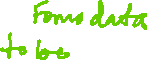 Forms data
to be